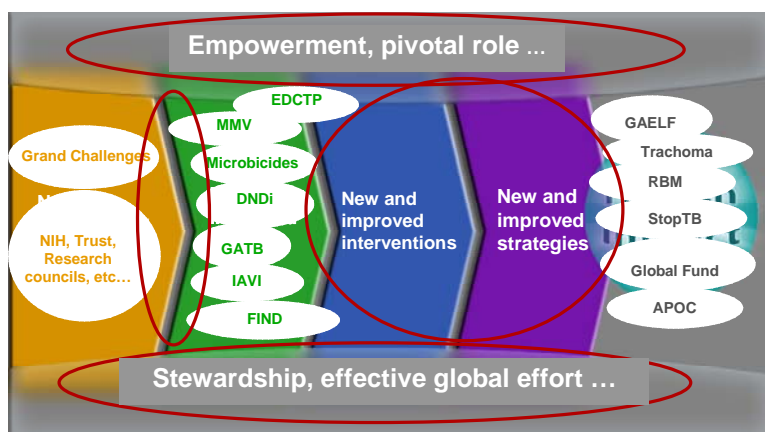 Empowerment, pivotal role ...
Grand Challenges
NIH, Trust,
Research
councils, etc…
EDCTP
MMV
Microbicides
DNDi
GATB
IAVI
FIND
New and
improved
interventions
New and
improved
strategies
GAELF
Trachoma
RBM
StopTB
Global Fund
APOC
Stewardship, effective global effort …